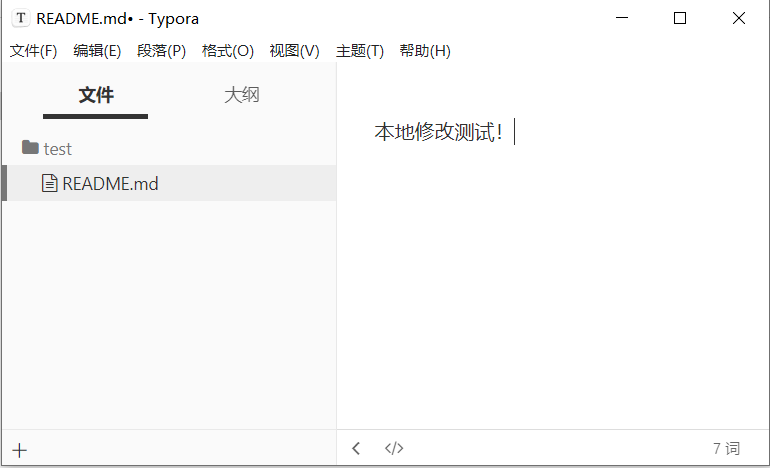 T README.md• - Typora
文件(F) 编辑(E) 段落(P) 格式(O) 视图(V) 主题(T) 帮助(H)
文件 大纲
test
README.md
本地修改测试！
7 词